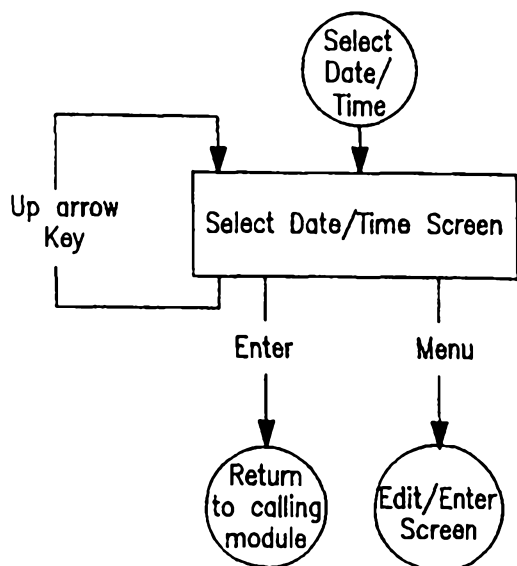 Select
Date/
Time
Up arrow
Key
Select Date/Time Screen
Enter
Menu
Return
to calling
module
Edit/Enter
Screen